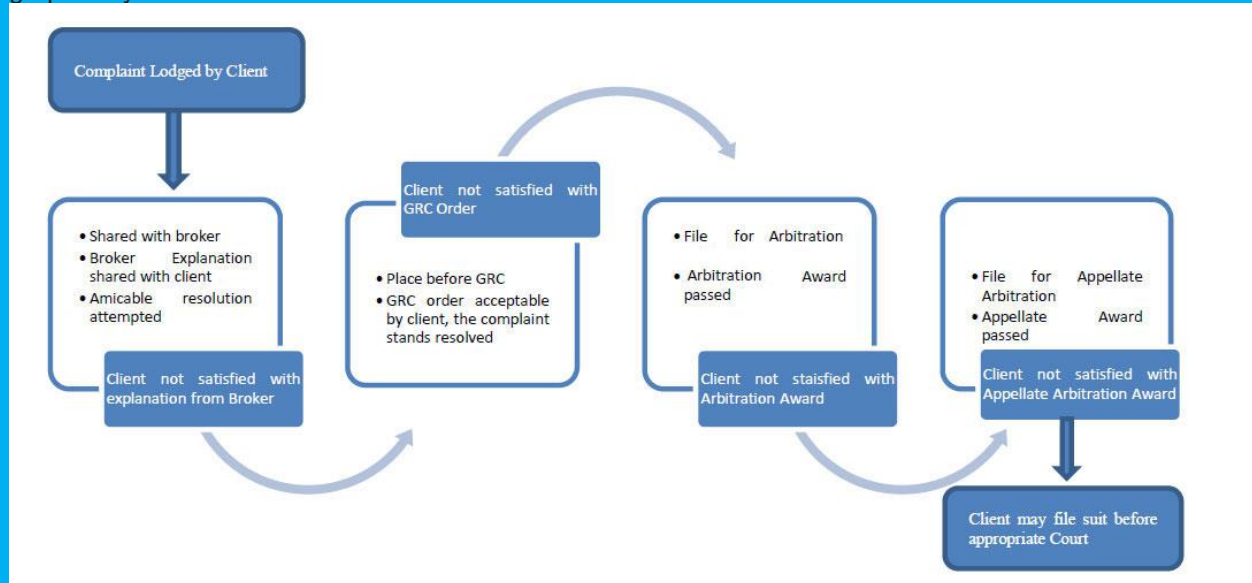 Complaint Lodged by Client
• Shared with broker
• Broker Explanation
shared with client
• Amicable resolution
attempted
Client not satisfied with
explanation from Broker
Client not satisfied with
GRC Order
• Place before GRC
• GRC order acceptable
by client, the complaint
stands resolved
• File for Arbitration
• Arbitration Award
passed
Client not staisfied with
Arbitration Award
• File for Appellate
Arbitration
• Appellate Award
passed
Client not satisfied with
Appellate Arbitration Award
Client may file suit before
appropriate Court